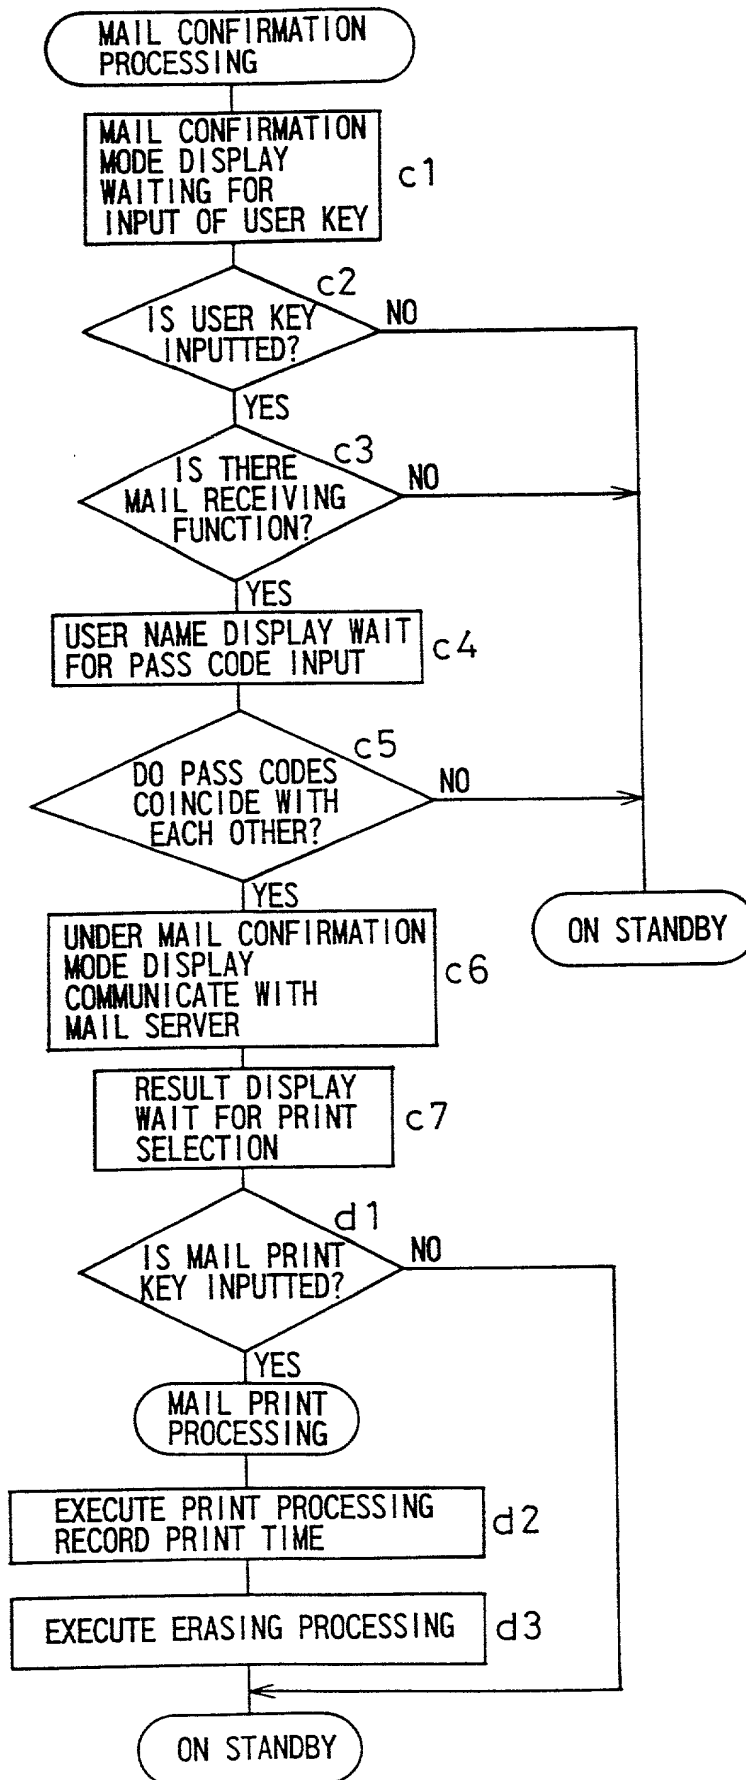 MAIL CONFIRMATION
PROCESSING
MAIL CONFIRMATION
MODE DISPLAY
WAITING FOR
INPUT OF USER KEY
c1
c2
IS USER KEY
INPUTTED?
NO
YES
c3
IS THERE
MAIL RECEIVING
FUNCTION?
NO
YES
USER NAME DISPLAY WAIT
FOR PASS CODE INPUT
c4
c5
DO PASS CODES
COINCIDE WITH
EACH OTHER?
NO
YES
ON STANDBY
UNDER MAIL CONFIRMATION
MODE DISPLAY
COMMUNICATE WITH
MAIL SERVER
c6
RESULT DISPLAY
WAIT FOR PRINT
SELECTION
c7
d1
IS MAIL PRINT
KEY INPUTTED?
NO
YES
MAIL PRINT
PROCESSING
EXECUTE PRINT PROCESSING
RECORD PRINT TIME
d2
EXECUTE ERASING PROCESSING
d3
ON STANDBY